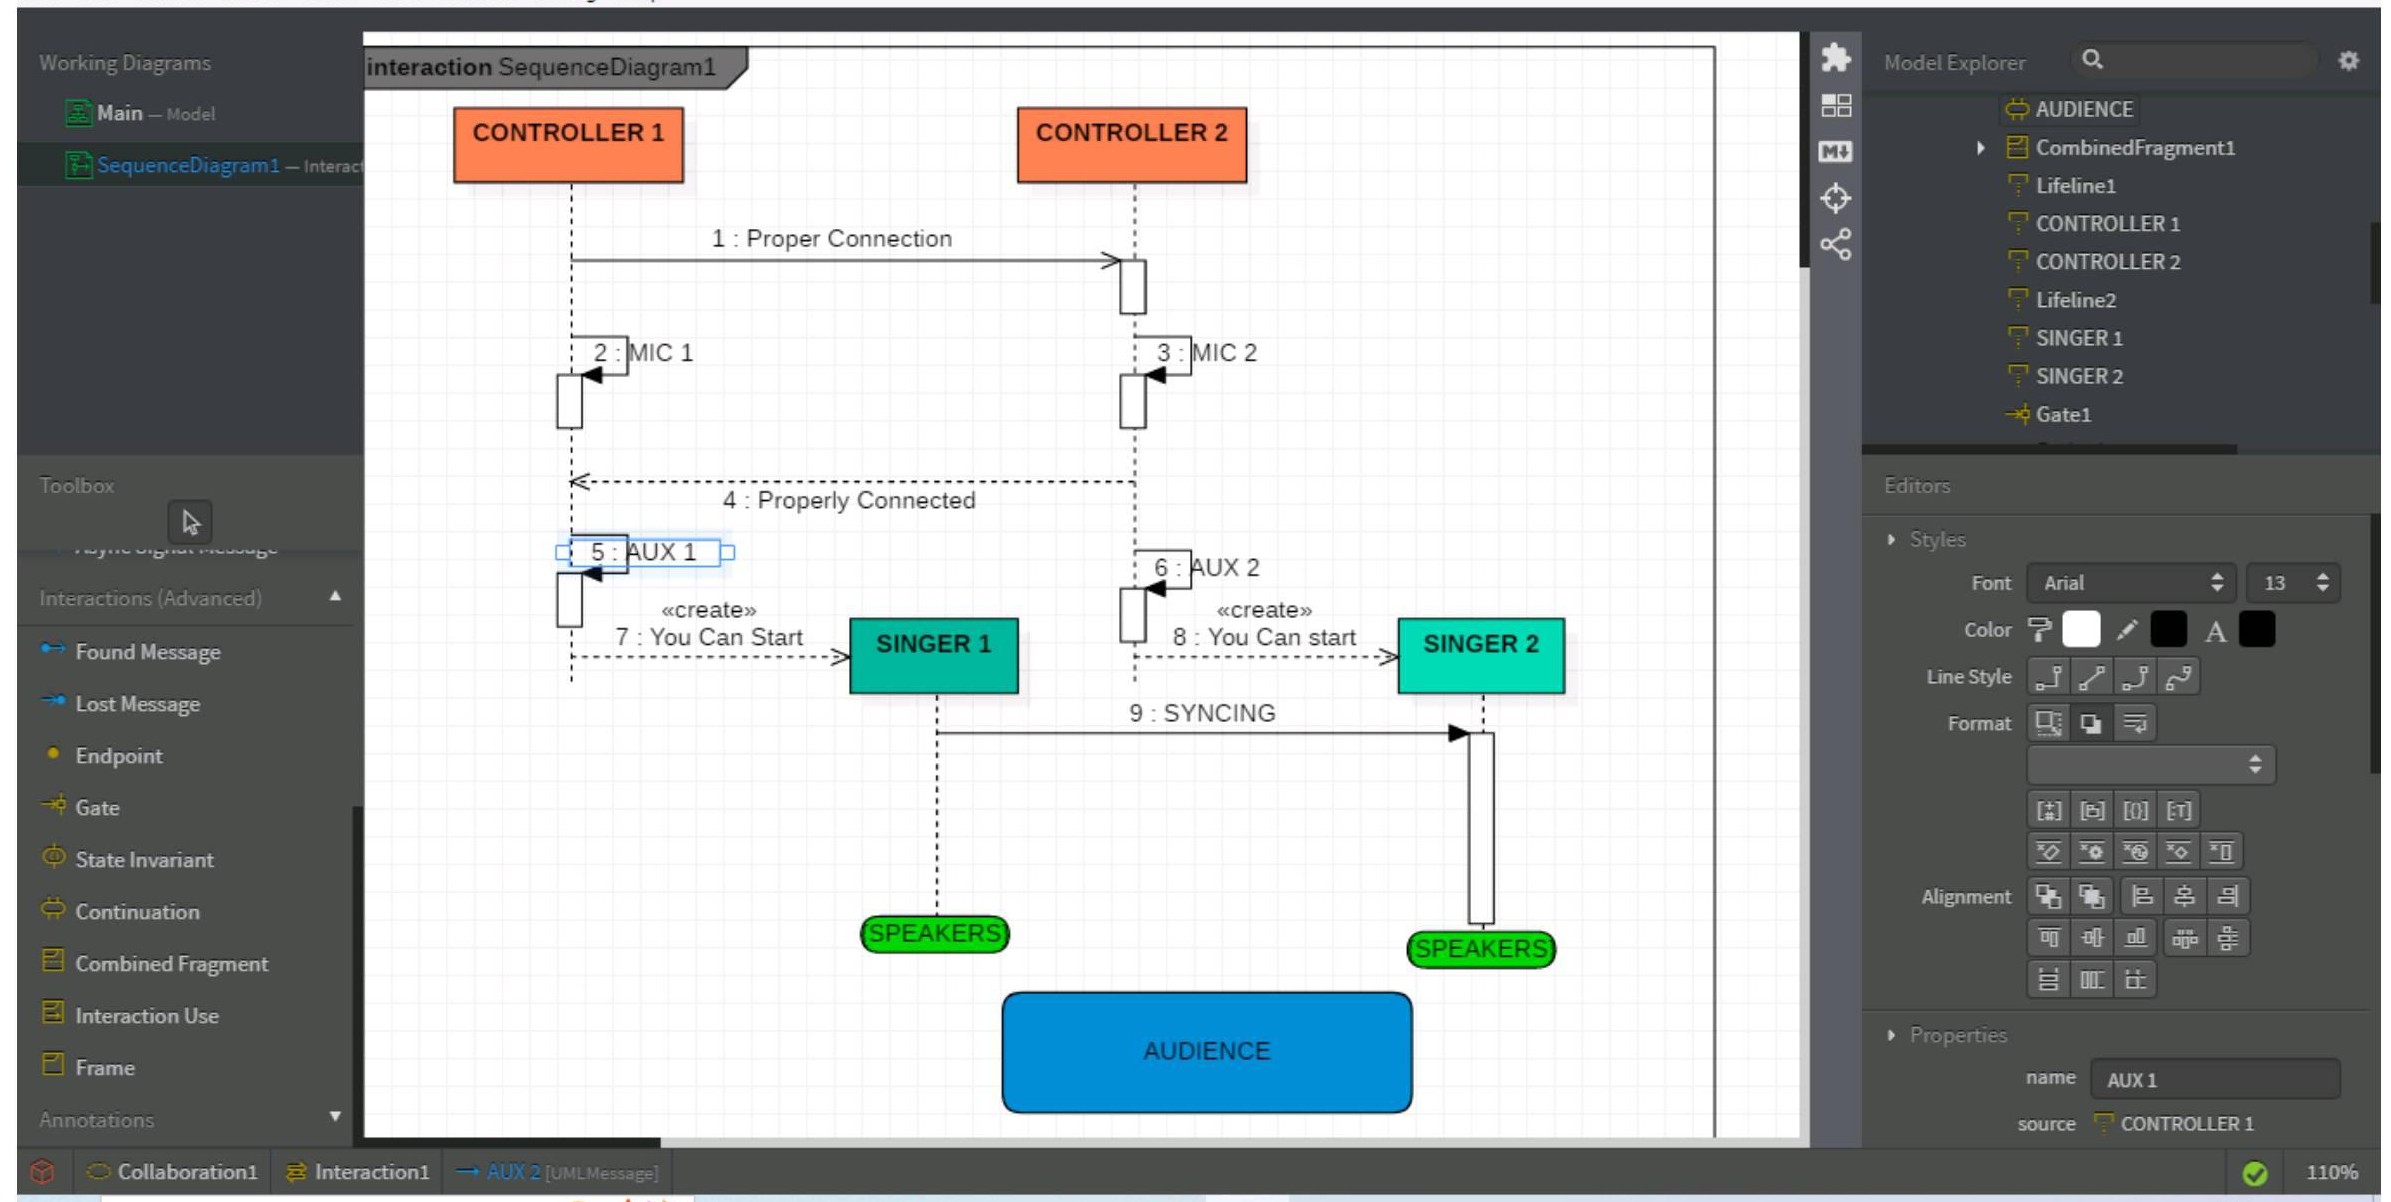 Working Diagrams
Main — Model
SequenceDiagram1 — Interact
Toolbox
Async Signal Message
Interactions (Advanced)
Found Message
Lost Message
Endpoint
Gate
State Invariant
Continuation
Combined Fragment
Interaction Use
Frame
Annotations
interaction SequenceDiagram1
CONTROLLER 1
CONTROLLER 2
1 : Proper Connection
2 : MIC 1
3 : MIC 2
4 : Properly Connected
5 : AUX 1
6 : AUX 2
«create»
7 : You Can Start
«create»
8 : You Can start
SINGER 1
SINGER 2
9 : SYNCING
SPEAKERS
SPEAKERS
AUDIENCE
M
Model Explorer
AUDIENCE
CombinedFragment1
Lifeline1
CONTROLLER 1
CONTROLLER 2
Lifeline2
SINGER 1
SINGER 2
Gate1
Editors
Styles
Font Arial 13
Color A
Line Style
Format
Alignment
Properties
name AUX 1
source CONTROLLER 1
Collaboration1 Interaction1 AUX 2 [UMLMessage]
110%